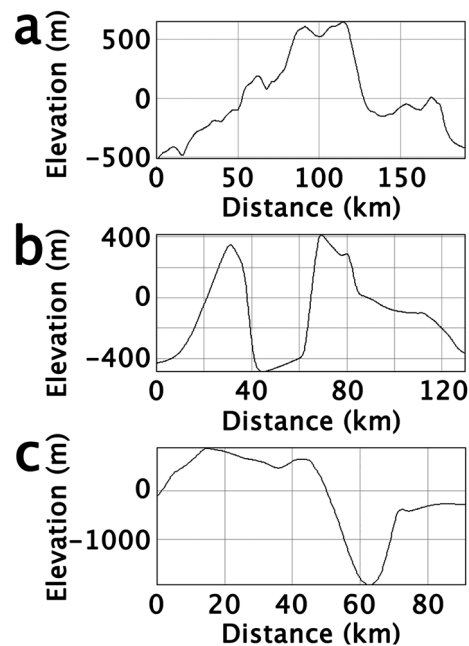 a
Elevation (m)
500
0
−500
0 50 100 150
Distance (km)
b
Elevation (m)
400
0
−400
0 40 80 120
Distance (km)
c
Elevation (m)
0
−1000
0 20 40 60 80
Distance (km)